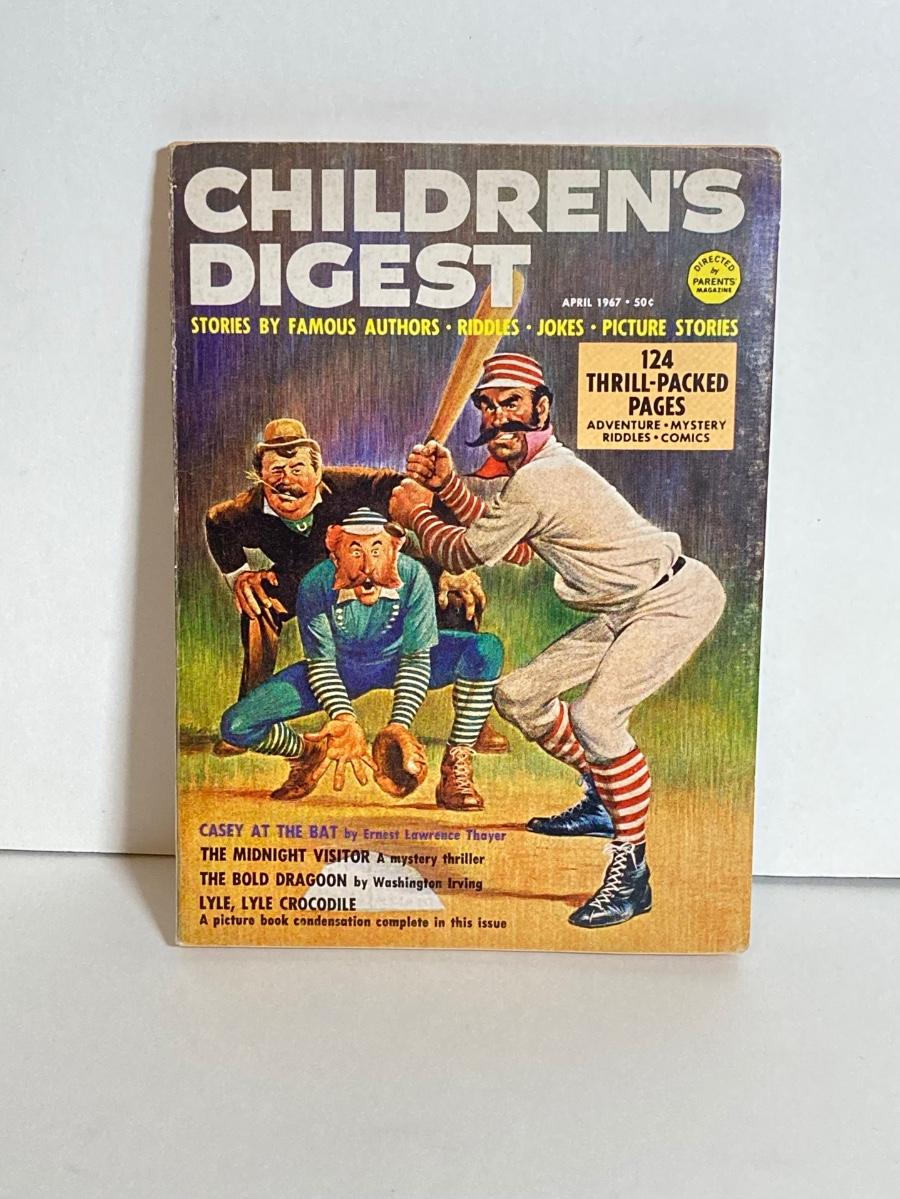 CHILDREN'S
DIGEST
DIRECTED
by
PARENTS'
MAGAZINE
APRIL 1967 • 50¢
STORIES BY FAMOUS AUTHORS • RIDDLES • JOKES • PICTURE STORIES
124
THRILL-PACKED
PAGES
ADVENTURE • MYSTERY
RIDDLES • COMICS
CASEY AT THE BAT by Ernest Lawrence Thayer
THE MIDNIGHT VISITOR A mystery thriller
THE BOLD DRAGOON by Washington Irving
LYLE, LYLE CROCODILE
A picture book condensation complete in this issue